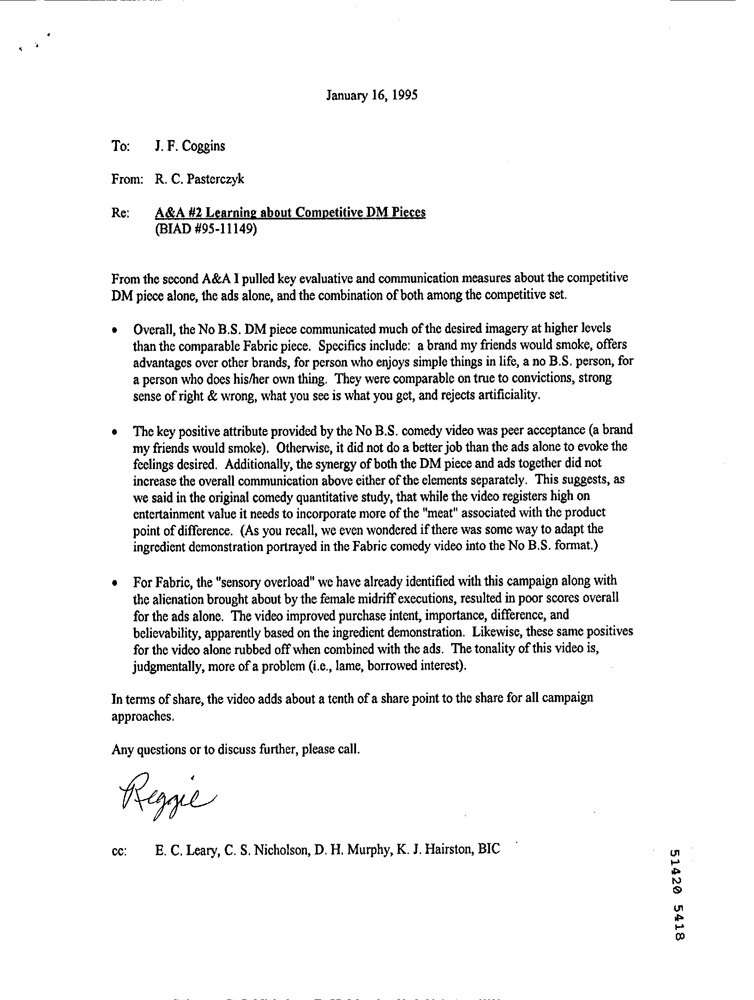 January 16, 1995
To: J. F. Coggins
From: R. C. Pasterczyk
Re: A&A #2 Learning about Competitive DM Pieces
(BIAD #95-11149)
From the second A&A I pulled key evaluative and communication measures about the competitive
DM piece alone, the ads alone, and the combination of both among the competitive set.
• Overall, the No B.S. DM piece communicated much of the desired imagery at higher levels
than the comparable Fabric piece. Specifics include: a brand my friends would smoke, offers
advantages over other brands, for person who enjoys simple things in life, a no B.S. person, for
a person who does his/her own thing. They were comparable on true to convictions, strong
sense of right & wrong, what you see is what you get, and rejects artificiality.
• The key positive attribute provided by the No B.S. comedy video was peer acceptance (a brand
my friends would smoke). Otherwise, it did not do a better job than the ads alone to evoke the
feelings desired. Additionally, the synergy of both the DM piece and ads together did not
increase the overall communication above either of the elements separately. This suggests, as
we said in the original comedy quantitative study, that while the video registers high on
entertainment value it needs to incorporate more of the "meat" associated with the product
point of difference. (As you recall, we even wondered if there was some way to adapt the
ingredient demonstration portrayed in the Fabric comedy video into the No B.S. format.)
• For Fabric, the "sensory overload" we have already identified with this campaign along with
the alienation brought about by the female midriff executions, resulted in poor scores overall
for the ads alone. The video improved purchase intent, importance, difference, and
believability, apparently based on the ingredient demonstration. Likewise, these same positives
for the video alone rubbed off when combined with the ads. The tonality of this video is,
judgmentally, more of a problem (i.e., lame, borrowed interest).
In terms of share, the video adds about a tenth of a share point to the share for all campaign
approaches.
Any questions or to discuss further, please call.
Reggie
cc: E. C. Leary, C. S. Nicholson, D. H. Murphy, K. J. Hairston, BIC
51420 5418